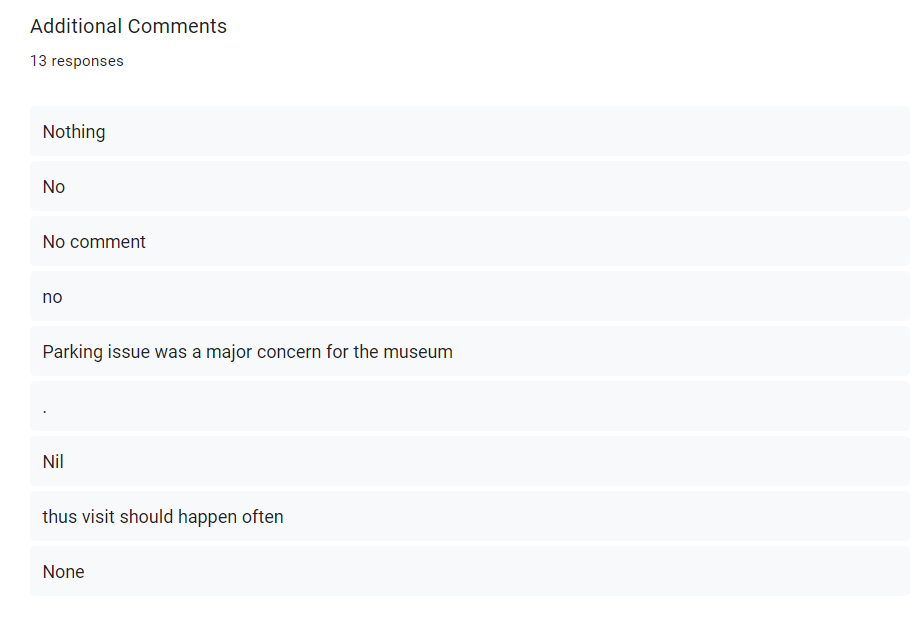 Additional Comments
13 responses
Nothing
No
No comment
no
Parking issue was a major concern for the museum
.
Nil
thus visit should happen often
None